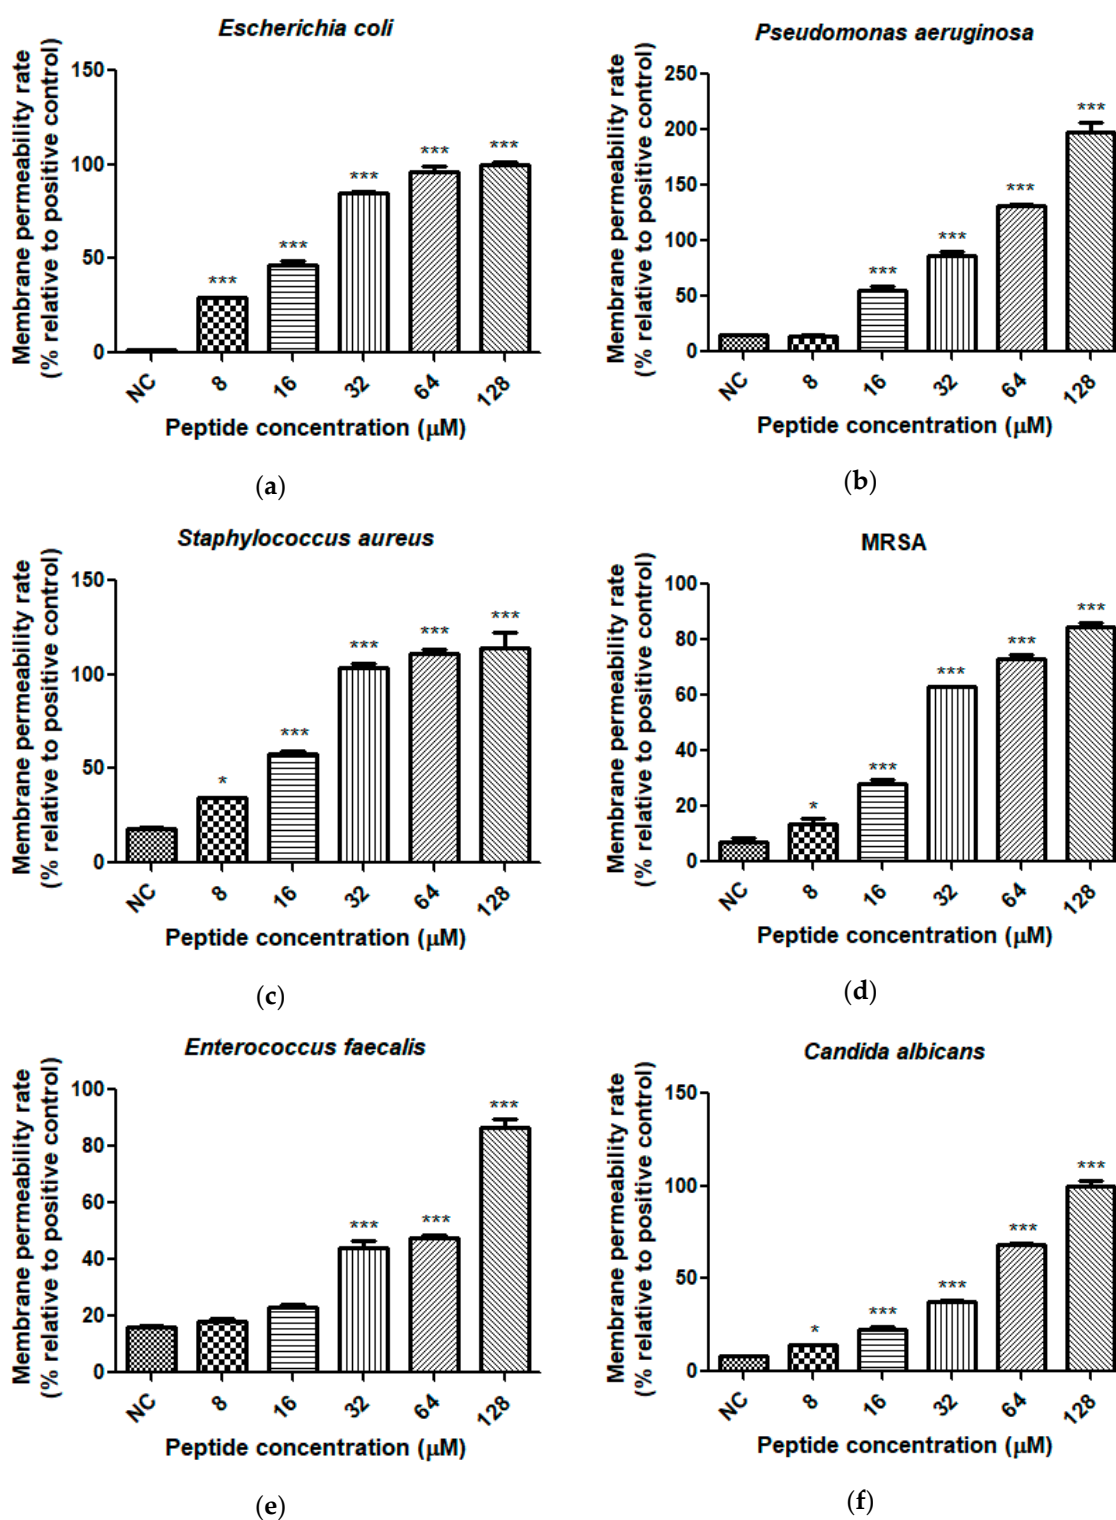 Escherichia coli
Membrane permeability rate
(% relative to positive control)
150
100
50
0
***
***
***
***
***
NC
8
16
32
64
128
Peptide concentration (μM)
(a)
Pseudomonas aeruginosa
Membrane permeability rate
(% relative to positive control)
250
200
150
100
50
0
***
***
***
***
NC
8
16
32
64
128
Peptide concentration (μM)
(b)
Staphylococcus aureus
Membrane permeability rate
(% relative to positive control)
150
100
50
0
*
***
***
***
***
NC
8
16
32
64
128
Peptide concentration (μM)
(c)
MRSA
Membrane permeability rate
(% relative to positive control)
100
80
60
40
20
0
*
***
***
***
***
NC
8
16
32
64
128
Peptide concentration (μM)
(d)
Enterococcus faecalis
Membrane permeability rate
(% relative to positive control)
100
80
60
40
20
0
***
***
***
NC
8
16
32
64
128
Peptide concentration (μM)
(e)
Candida albicans
Membrane permeability rate
(% relative to positive control)
150
100
50
0
*
***
***
***
***
NC
8
16
32
64
128
Peptide concentration (μM)
(f)